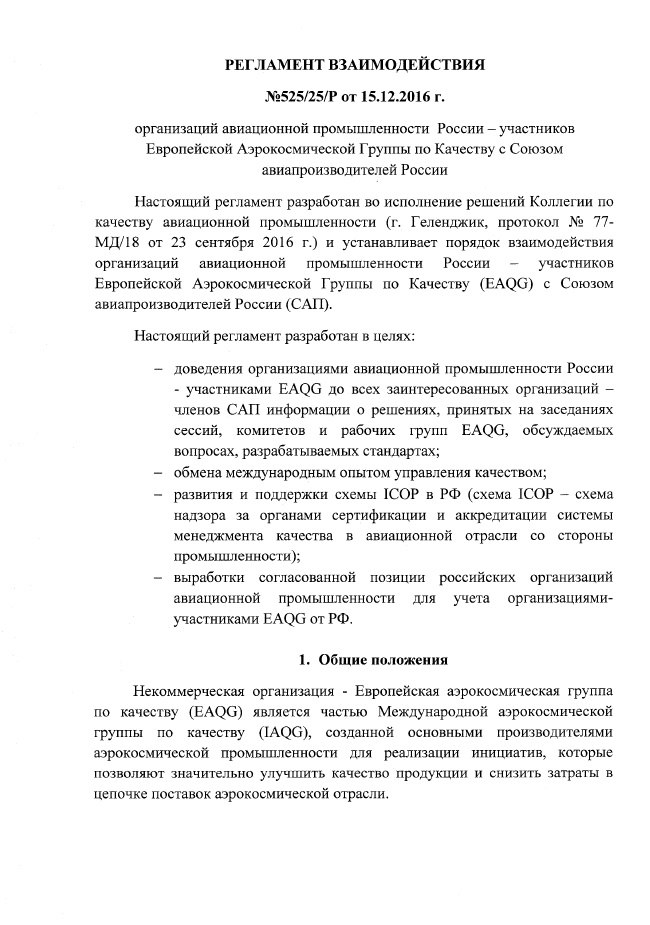 РЕГЛАМЕНТ ВЗАИМОДЕЙСТВИЯ
№525/25/Р от 15.12.2016 г.
организаций авиационной промышленности России – участников
Европейской Аэрокосмической Группы по Качеству с Союзом
авиапроизводителей России
Настоящий регламент разработан во исполнение решений Коллегии по
качеству авиационной промышленности (г. Геленджик, протокол № 77-
МД/18 от 23 сентября 2016 г.) и устанавливает порядок взаимодействия
организаций авиационной промышленности России – участников
Европейской Аэрокосмической Группы по Качеству (EAQG) с Союзом
авиапроизводителей России (САП).
Настоящий регламент разработан в целях:
– доведения организациями авиационной промышленности России
- участниками EAQG до всех заинтересованных организаций –
членов САП информации о решениях, принятых на заседаниях
сессий, комитетов и рабочих групп EAQG, обсуждаемых
вопросах, разрабатываемых стандартах;
– обмена международным опытом управления качеством;
– развития и поддержки схемы ICOP в РФ (схема ICOP – схема
надзора за органами сертификации и аккредитации системы
менеджмента качества в авиационной отрасли со стороны
промышленности);
– выработки согласованной позиции российских организаций
авиационной промышленности для учета организациями-
участниками EAQG от РФ.
1. Общие положения
Некоммерческая организация - Европейская аэрокосмическая группа
по качеству (EAQG) является частью Международной аэрокосмической
группы по качеству (IAQG), созданной основными производителями
аэрокосмической промышленности для реализации инициатив, которые
позволяют значительно улучшить качество продукции и снизить затраты в
цепочке поставок аэрокосмической отрасли.